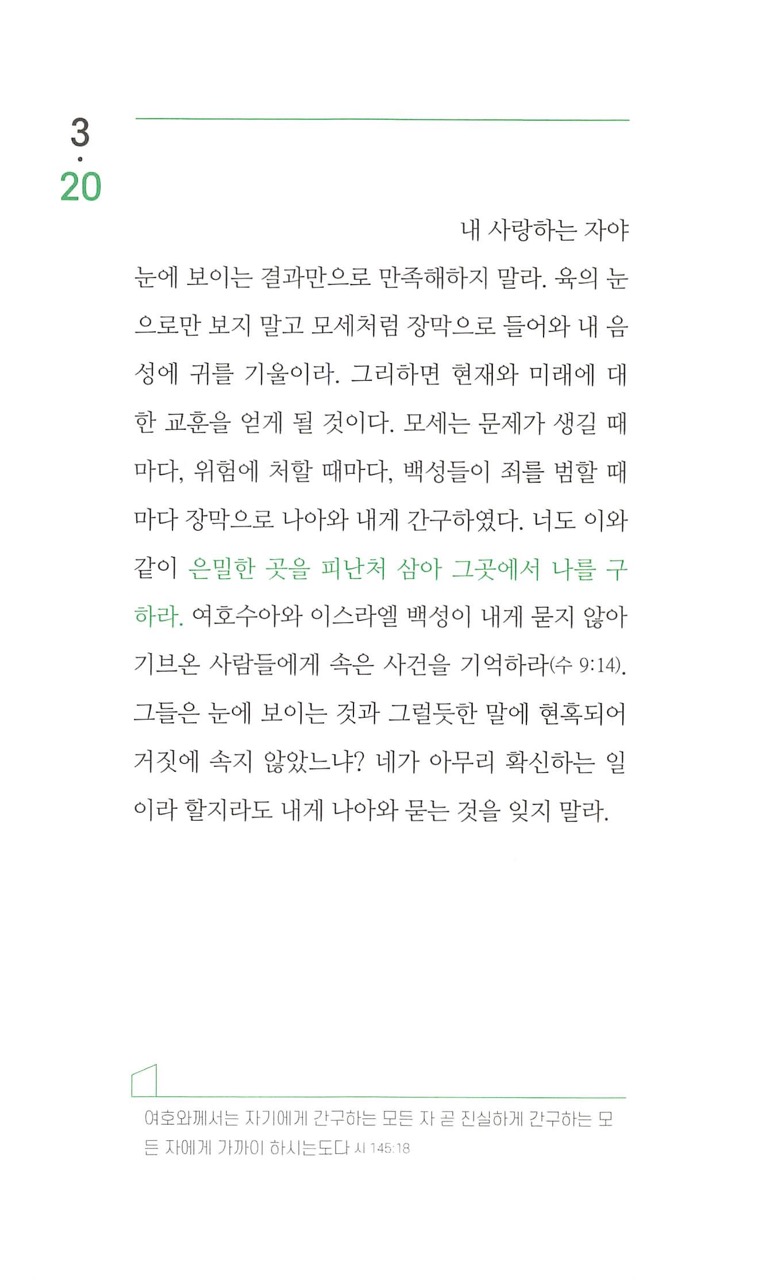 3
·
20
내 사랑하는 자야
눈에 보이는 결과만으로 만족해하지 말라. 육의 눈
으로만 보지 말고 모세처럼 장막으로 들어와 내 음
성에 귀를 기울이라. 그리하면 현재와 미래에 대
한 교훈을 얻게 될 것이다. 모세는 문제가 생길 때
마다, 위험에 처할 때마다, 백성들이 죄를 범할 때
마다 장막으로 나아와 내게 간구하였다. 너도 이와
같이 은밀한 곳을 피난처 삼아 그곳에서 나를 구
하라. 여호수아와 이스라엘 백성이 내게 묻지 않아
기브온 사람들에게 속은 사건을 기억하라(수 9:14).
그들은 눈에 보이는 것과 그럴듯한 말에 현혹되어
거짓에 속지 않았느냐? 네가 아무리 확신하는 일
이라 할지라도 내게 나아와 묻는 것을 잊지 말라.
여호와께서는 자기에게 간구하는 모든 자 곧 진실하게 간구하는 모
든 자에게 가까이 하시는도다 시 145:18